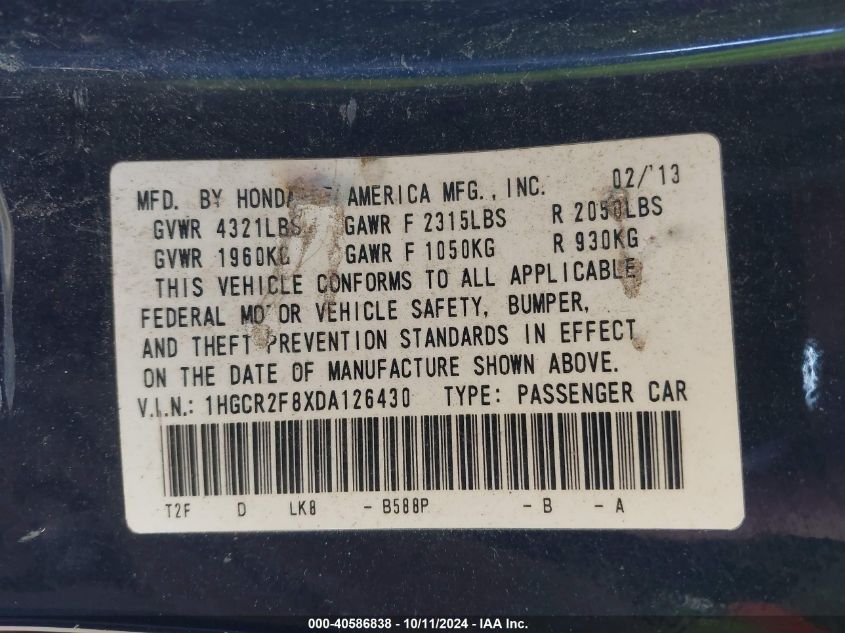 MFD. BY HONDA OF AMERICA MFG., INC. 02/'13
GVWR 4321LBS GAWR F 2315LBS R 2050LBS
GVWR 1960KG GAWR F 1050KG R 930KG
THIS VEHICLE CONFORMS TO ALL APPLICABLE
FEDERAL MOTOR VEHICLE SAFETY, BUMPER,
AND THEFT PREVENTION STANDARDS IN EFFECT
ON THE DATE OF MANUFACTURE SHOWN ABOVE.
V.I.N.: 1HGCR2F8XDA126430 TYPE: PASSENGER CAR
T2F D LK8 - B588P - B - A
000-40586838 - 10/11/2024 - IAA Inc.